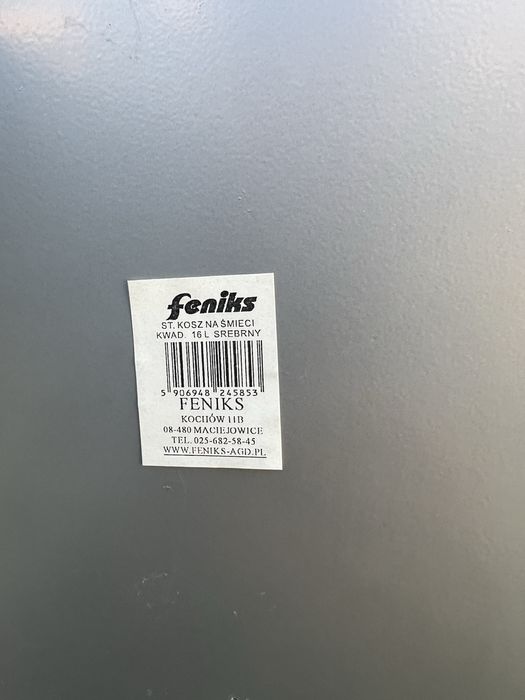 feniks
ST. KOSZ NA ŚMIECI
KWAD. 16 L SREBRNY
5 906948 245853
FENIKS
KOCHÓW 11B
08-480 MACIEJOWICE
TEL. 025-682-58-45
WWW.FENIKS-AGD.PL